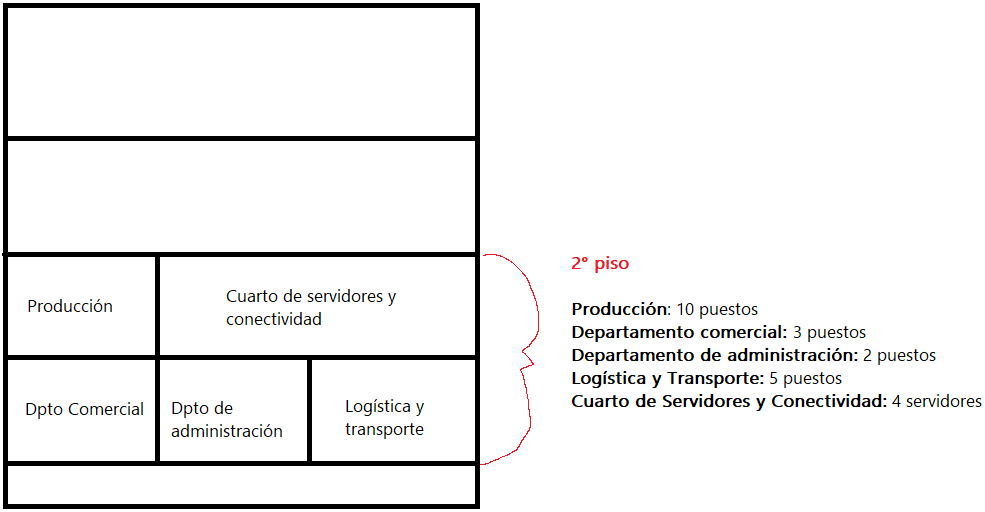 Producción
Cuarto de servidores y
conectividad
Dpto Comercial
Dpto de
administración
Logística y
transporte
2º piso
Producción: 10 puestos
Departamento comercial: 3 puestos
Departamento de administración: 2 puestos
Logística y Transporte: 5 puestos
Cuarto de Servidores y Conectividad: 4 servidores